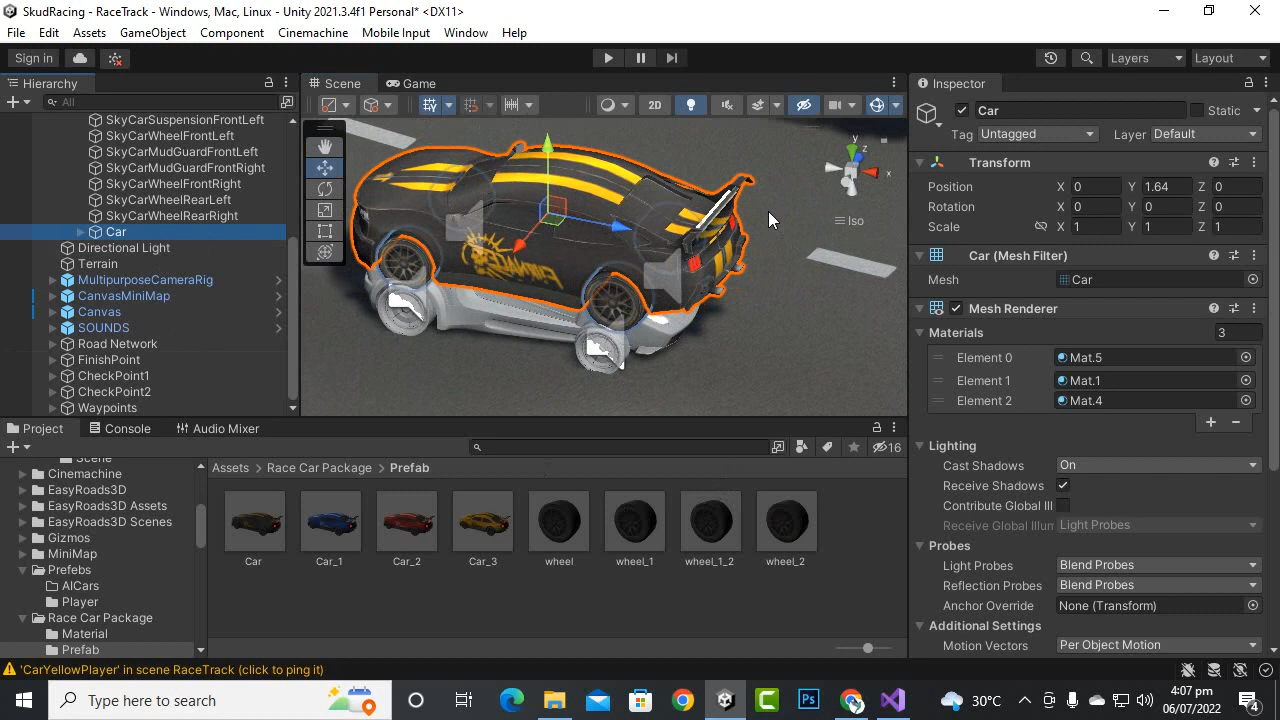 SkudRacing - RaceTrack - Windows, Mac, Linux - Unity 2021.3.4f1 Personal* <DX11>
File Edit Assets GameObject Component Cinemachine Mobile Input Window Help
Sign in
Layers
Layout
Hierarchy
All
SkyCarSuspensionFrontLeft
SkyCarWheelFrontLeft
SkyCarMudGuardFrontLeft
SkyCarMudGuardFrontRight
SkyCarWheelFrontRight
SkyCarWheelRearLeft
SkyCarWheelRearRight
Car
Directional Light
Terrain
MultipurposeCameraRig
CanvasMiniMap
Canvas
SOUNDS
Road Network
FinishPoint
CheckPoint1
CheckPoint2
Waypoints
Scene Game
2D
y
x
Iso
FURNACE
Inspector
Car
Static
Tag Untagged Layer Default
Transform
Position X 0 Y 1.64 Z 0
Rotation X 0 Y 0 Z 0
Scale X 1 Y 1 Z 1
Car (Mesh Filter)
Mesh Car
Mesh Renderer
Materials 3
Element 0 Mat.5
Element 1 Mat.1
Element 2 Mat.4
Lighting
Cast Shadows On
Receive Shadows
Contribute Global Ill
Receive Global Illum Light Probes
Probes
Light Probes Blend Probes
Reflection Probes Blend Probes
Anchor Override None (Transform)
Additional Settings
Motion Vectors Per Object Motion
Project Console Audio Mixer
16
Scene
Cinemachine
EasyRoads3D
EasyRoads3D Assets
EasyRoads3D Scenes
Gizmos
MiniMap
Prefebs
AICars
Player
Race Car Package
Material
Prefab
Assets > Race Car Package > Prefab
Car Car_1 Car_2 Car_3 wheel wheel_1 wheel_1_2 wheel_2
'CarYellowPlayer' in scene RaceTrack (click to ping it)
Type here to search
Ps
30°C
4:07 pm
06/07/2022
4